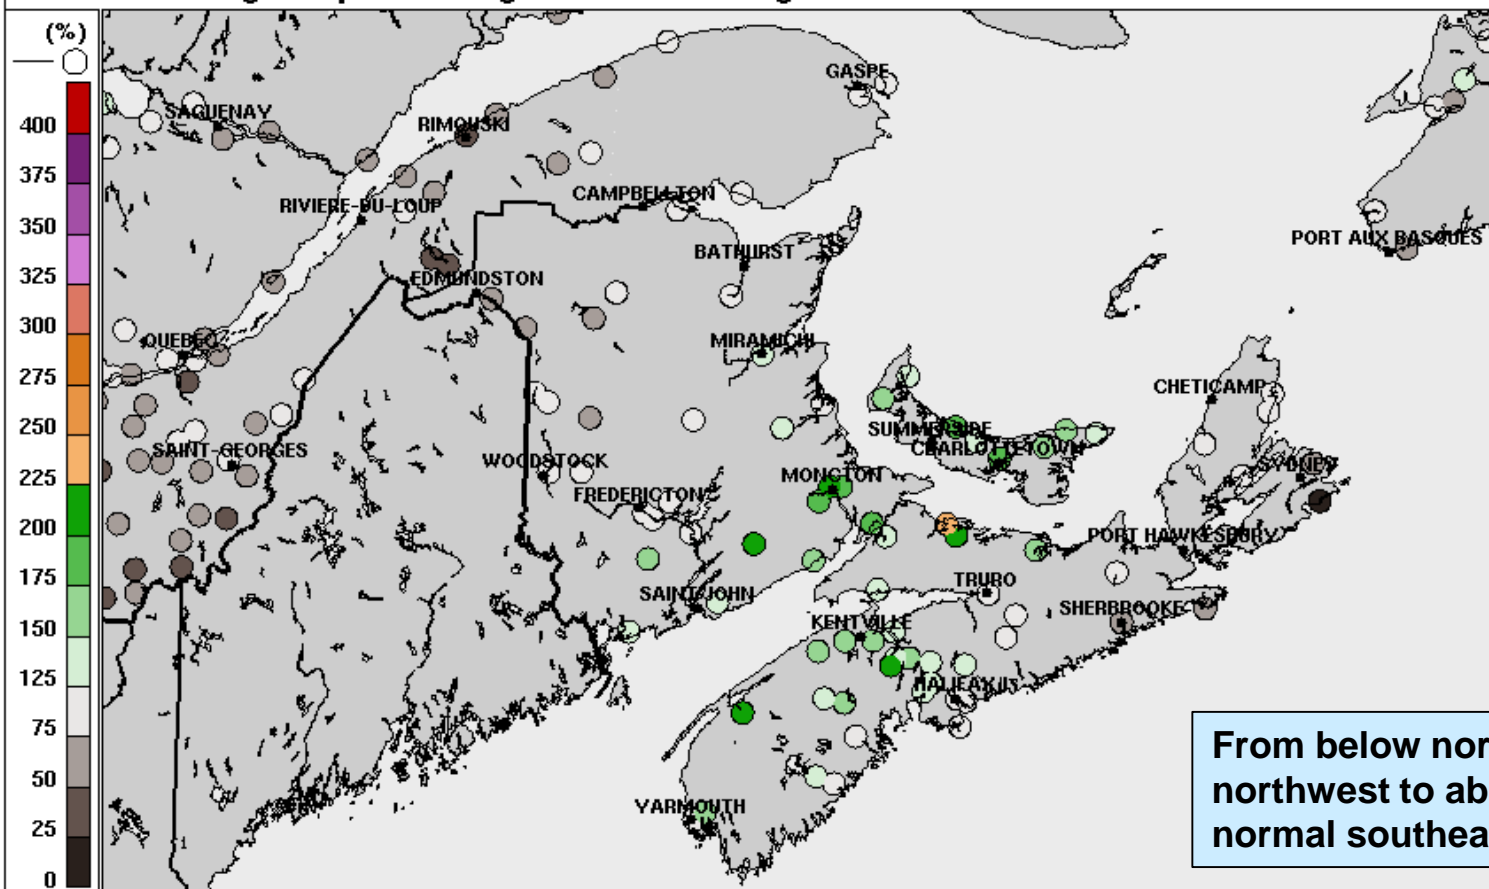 (%)
400
375
350
325
300
275
250
225
200
175
150
125
75
50
25
0
GASPE
SAGUENAY
RIMOUSKI
CAMPBELLTON
RIVIERE-DU-LOUP
PORT AUX BASQUES
BATHURST
EDMUNDSTON
QUEBEC
MIRAMICHI
CHETICAMP
SUMMERSIDE
CHARLOTTETOWN
SAINT-GEORGES
WOODSTOCK
MONCTON
SYDNEY
FREDERICTON
PORT HAWKESBURY
TRURO
SAINT JOHN
SHERBROOKE
KENTVILLE
HALIFAX
YARMOUTH
From below nor
northwest to ab
normal southea